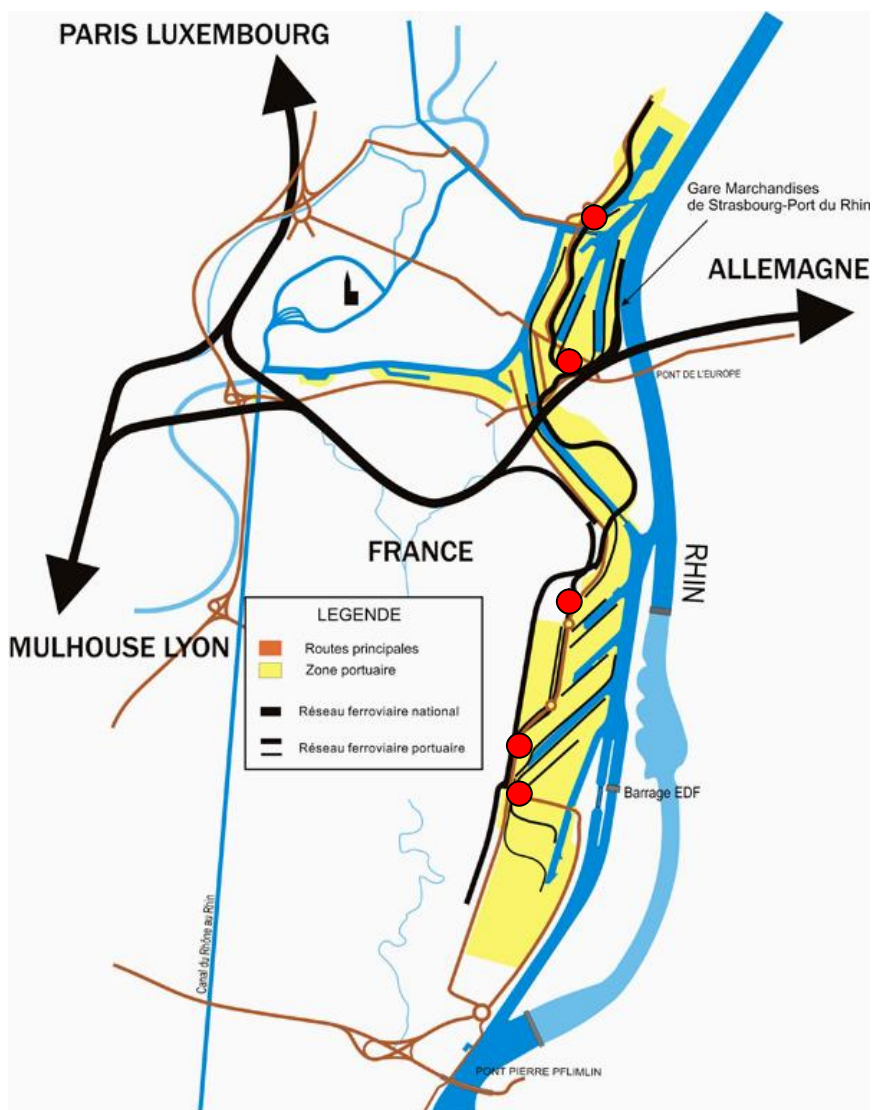 PARIS LUXEMBOURG
Gare Marchandises
de Strasbourg-Port du Rhin
ALLEMAGNE
PONT DE L'EUROPE
FRANCE
RHIN
MULHOUSE LYON
LEGENDE
Routes principales
Zone portuaire
Réseau ferroviaire national
Réseau ferroviaire portuaire
Barrage EDF
Canal du Rhône au Rhin
PONT PIERRE PFLIMLIN